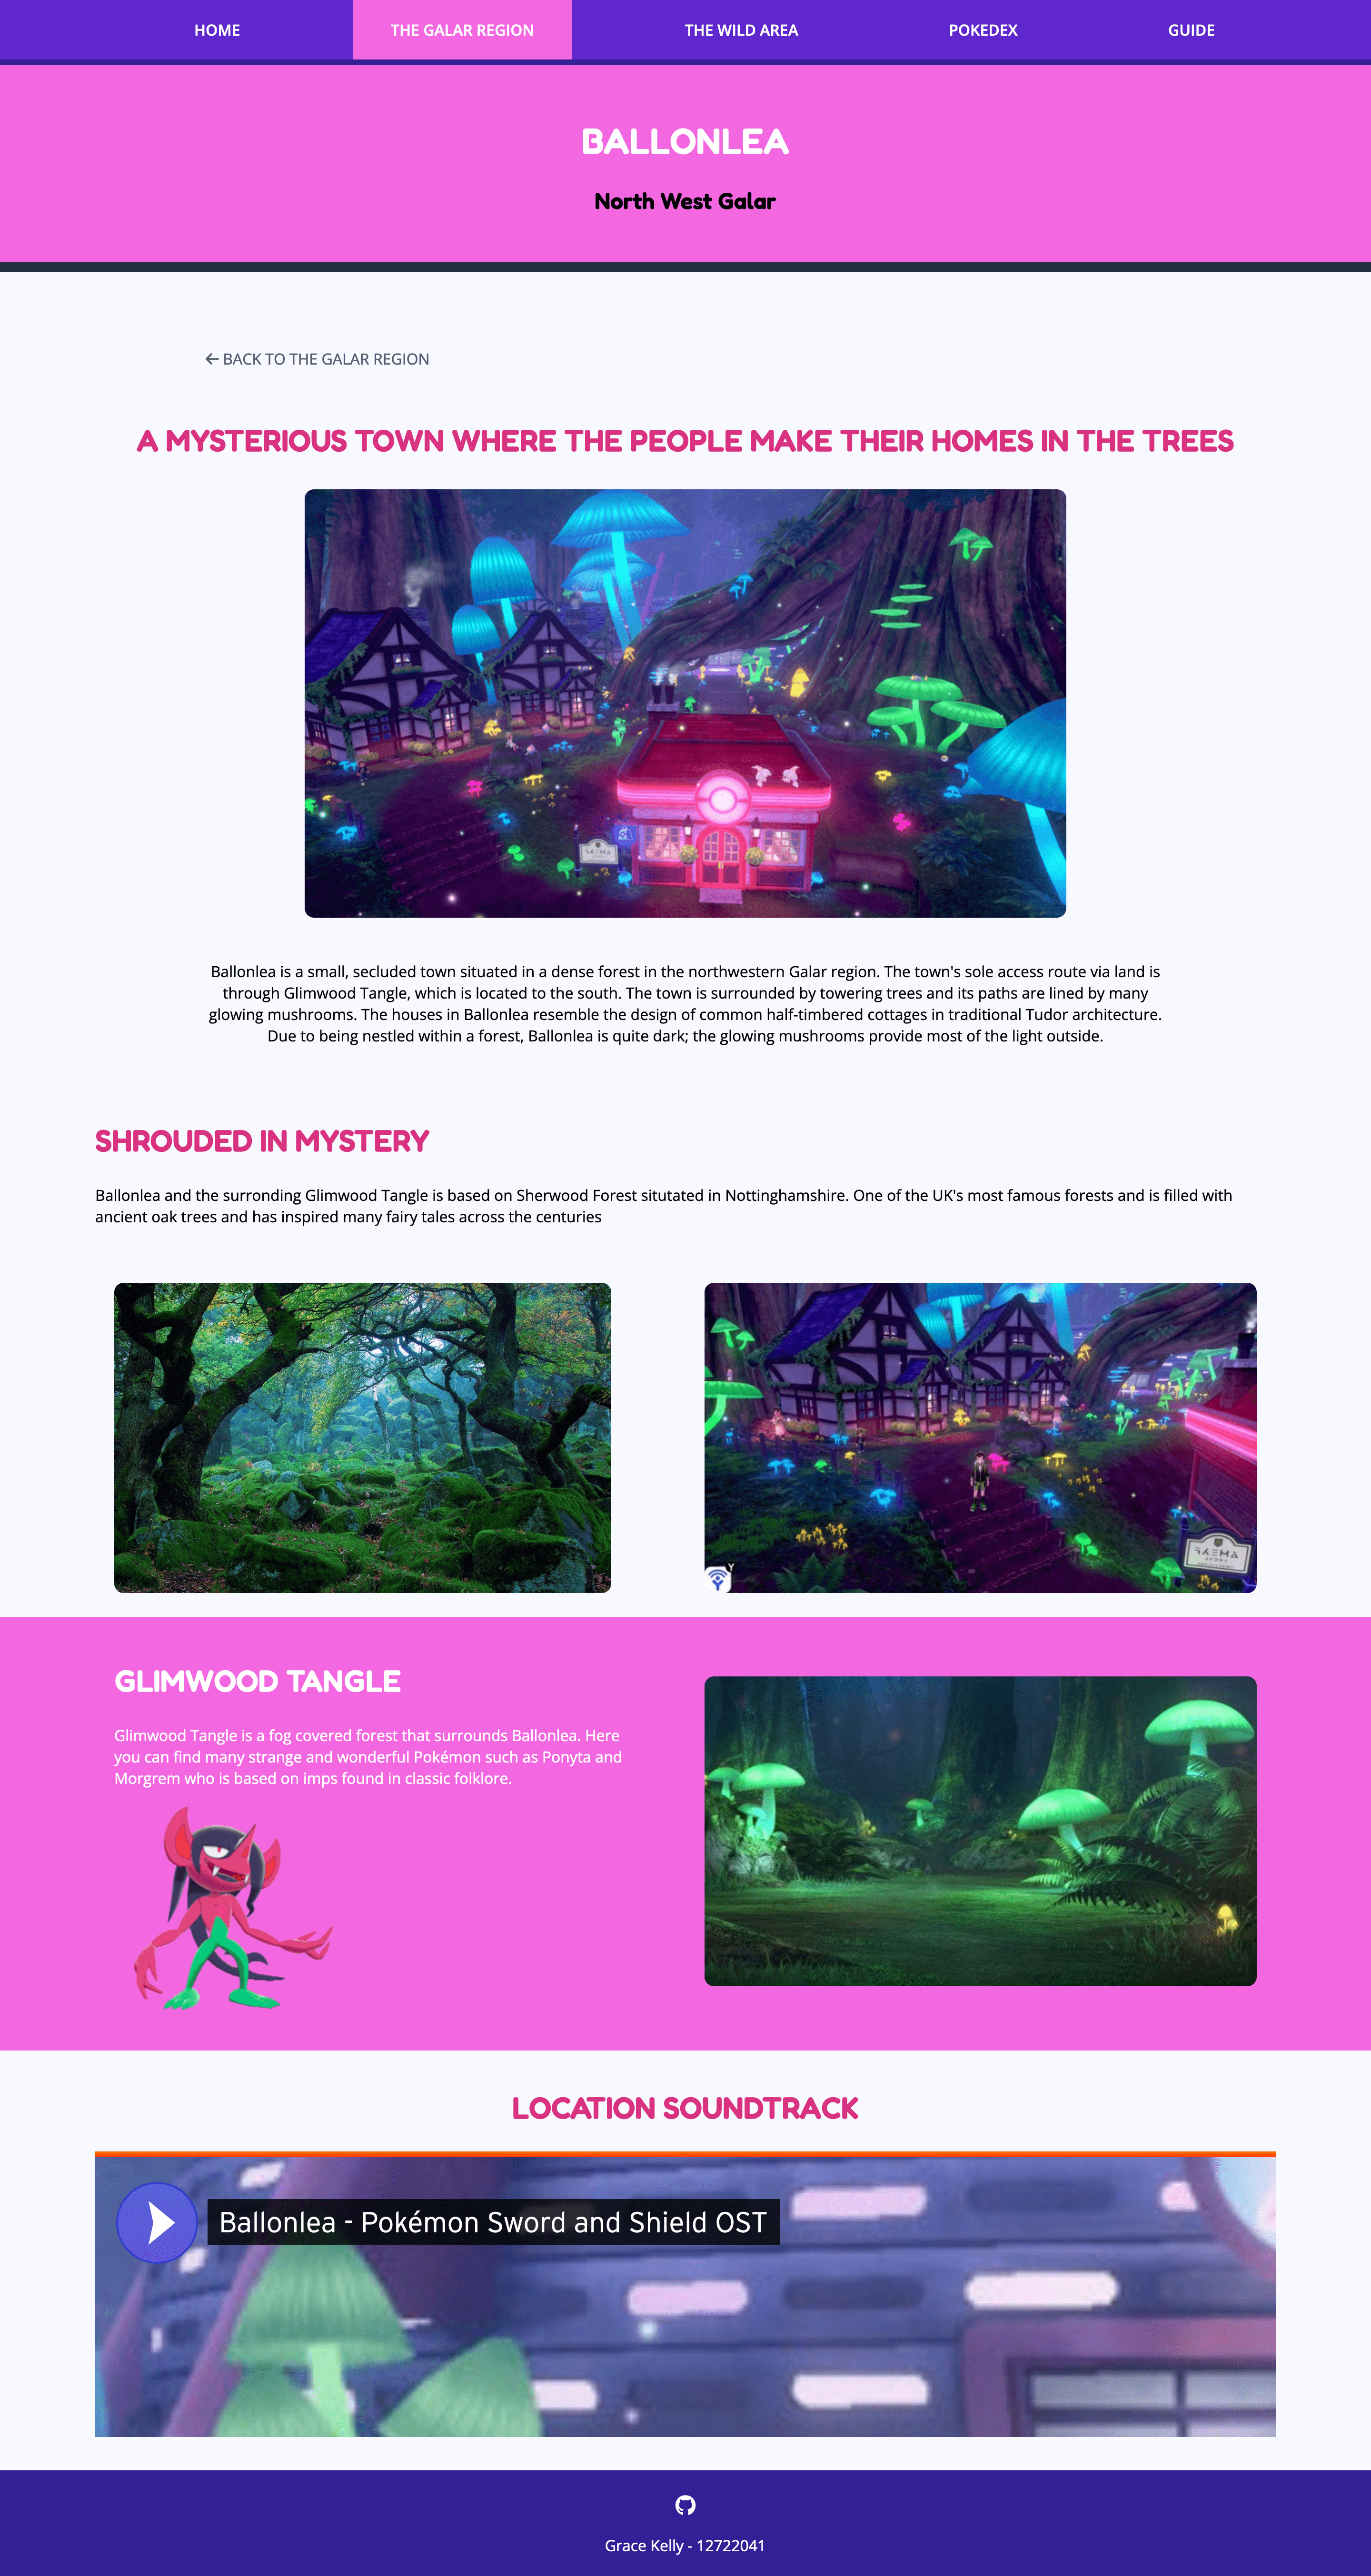 HOME
THE GALAR REGION
THE WILD AREA
POKEDEX
GUIDE
BALLONLEA
North West Galar
BACK TO THE GALAR REGION
A MYSTERIOUS TOWN WHERE THE PEOPLE MAKE THEIR HOMES IN THE TREES
Ballonlea is a small, secluded town situated in a dense forest in the northwestern Galar region. The town's sole access route via land is
through Glimwood Tangle, which is located to the south. The town is surrounded by towering trees and its paths are lined by many
glowing mushrooms. The houses in Ballonlea resemble the design of common half-timbered cottages in traditional Tudor architecture.
Due to being nestled within a forest, Ballonlea is quite dark; the glowing mushrooms provide most of the light outside.
SHROUDED IN MYSTERY
Ballonlea and the surronding Glimwood Tangle is based on Sherwood Forest situtated in Nottinghamshire. One of the UK's most famous forests and is filled with
ancient oak trees and has inspired many fairy tales across the centuries
Y
GLIMWOOD TANGLE
Glimwood Tangle is a fog covered forest that surrounds Ballonlea. Here
you can find many strange and wonderful Pokémon such as Ponyta and
Morgrem who is based on imps found in classic folklore.
LOCATION SOUNDTRACK
Ballonlea - Pokémon Sword and Shield OST
Grace Kelly - 12722041